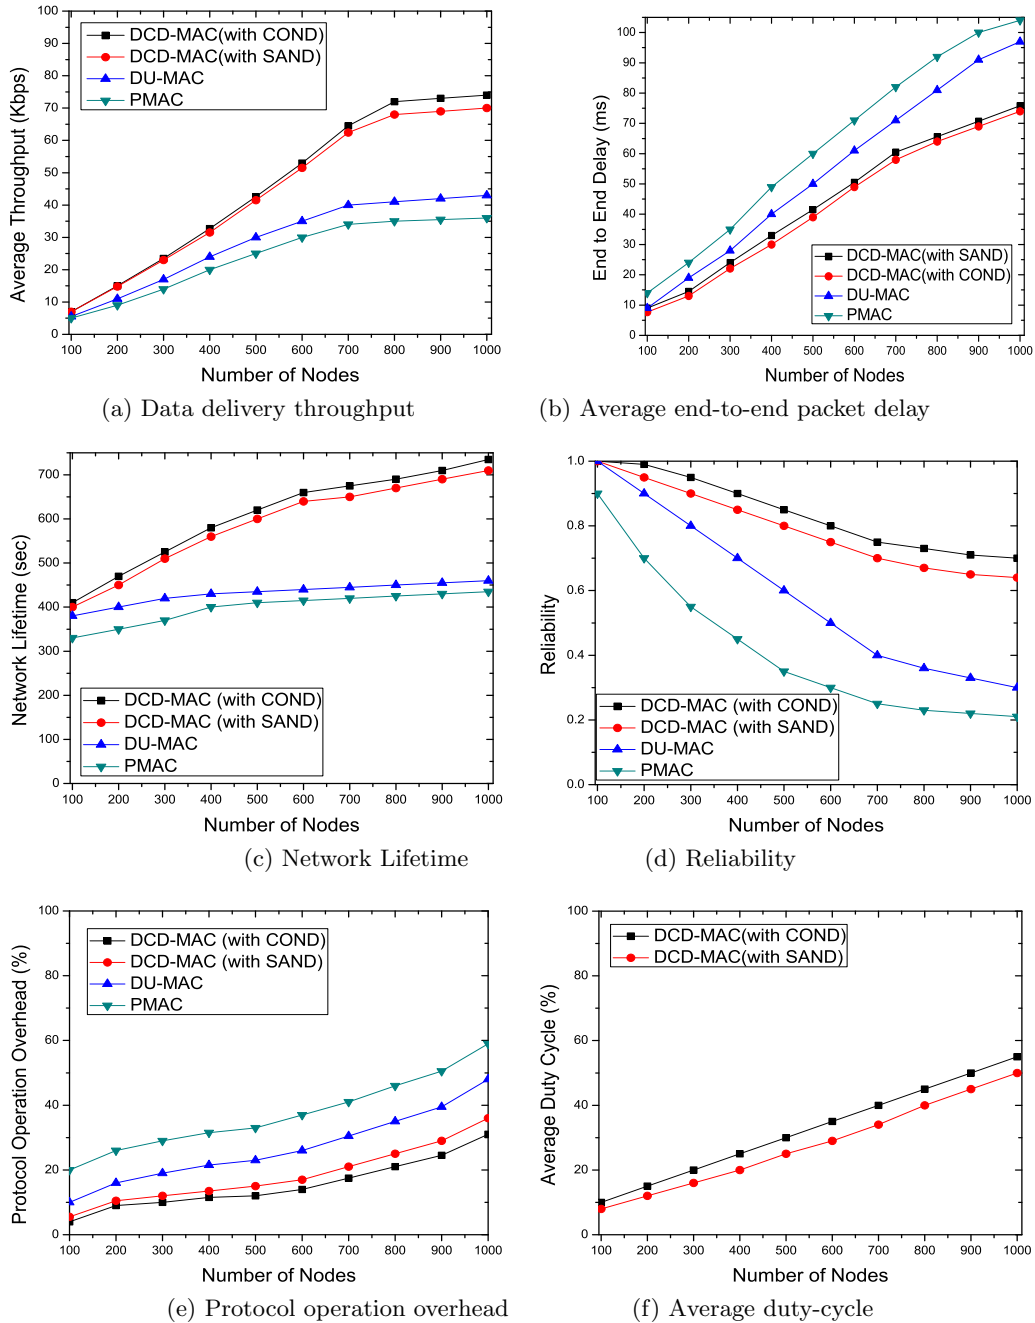 100
90
80
70
60
50
40
30
20
10
0
Average Throughput (Kbps)
DCD-MAC(with COND)
DCD-MAC(with SAND)
DU-MAC
PMAC
100 200 300 400 500 600 700 800 900 1000
Number of Nodes
(a) Data delivery throughput
100
90
80
70
60
50
40
30
20
10
0
End to End Delay (ms)
DCD-MAC(with SAND)
DCD-MAC(with COND)
DU-MAC
PMAC
100 200 300 400 500 600 700 800 900 1000
Number of Nodes
(b) Average end-to-end packet delay
700
600
500
400
300
200
100
0
Network Lifetime (sec)
DCD-MAC (with COND)
DCD-MAC (with SAND)
DU-MAC
PMAC
100 200 300 400 500 600 700 800 900 1000
Number of Nodes
(c) Network Lifetime
1.0
0.8
0.6
0.4
0.2
0.0
Reliability
DCD-MAC (with COND)
DCD-MAC (with SAND)
DU-MAC
PMAC
100 200 300 400 500 600 700 800 900 1000
Number of Nodes
(d) Reliability
100
80
60
40
20
0
Protocol Operation Overhead (%)
DCD-MAC (with COND)
DCD-MAC (with SAND)
DU-MAC
PMAC
100 200 300 400 500 600 700 800 900 1000
Number of Nodes
(e) Protocol operation overhead
100
80
60
40
20
0
Average Duty Cycle (%)
DCD-MAC(with COND)
DCD-MAC(with SAND)
100 200 300 400 500 600 700 800 900 1000
Number of Nodes
(f) Average duty-cycle